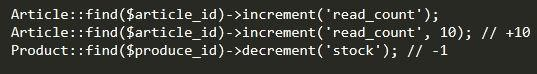 Article::find($article_id)->increment('read_count');
Article::find($article_id)->increment('read_count', 10); // +10
Product::find($produce_id)->decrement('stock'); // -1